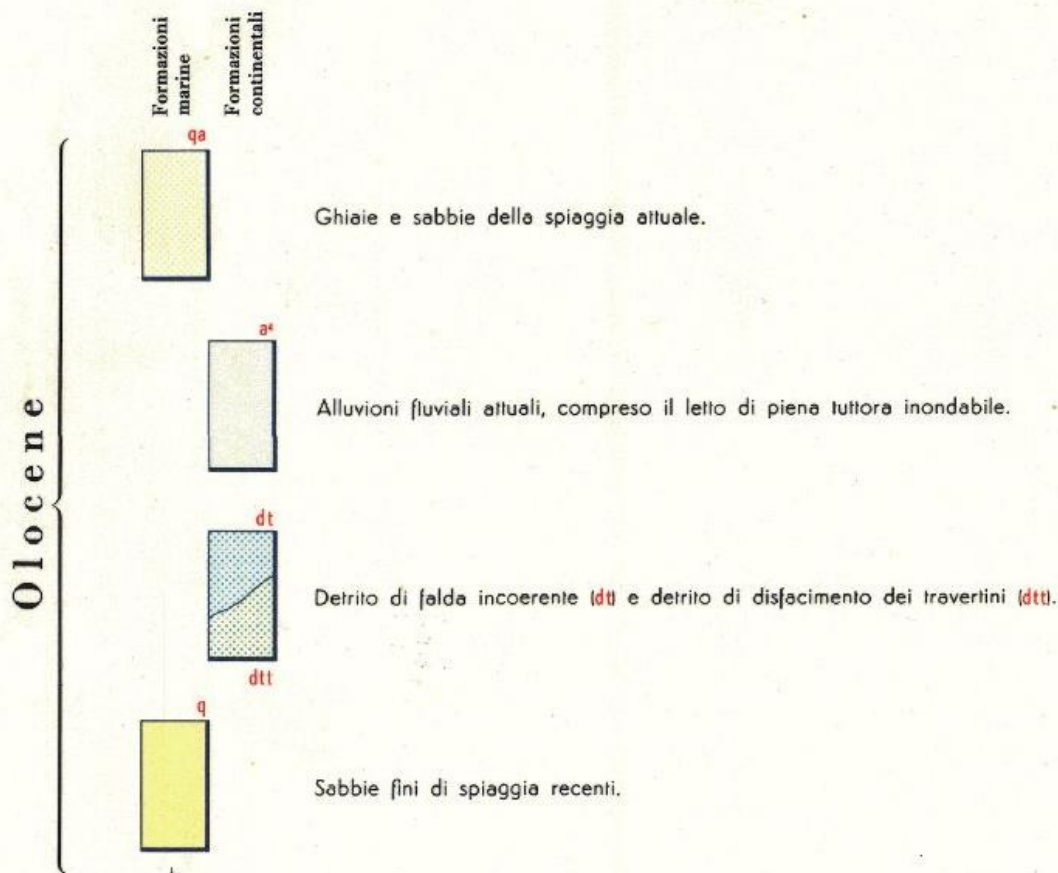 Formazioni
marine
Formazioni
continentali
Olocene
qa
Ghiaie e sabbie della spiaggia attuale.
a⁴
Alluvioni fluviali attuali, compreso il letto di piena tuttora inondabile.
dt
Detrito di falda incoerente (dt) e detrito di disfacimento dei travertini (dtt).
dtt
q
Sabbie fini di spiaggia recenti.